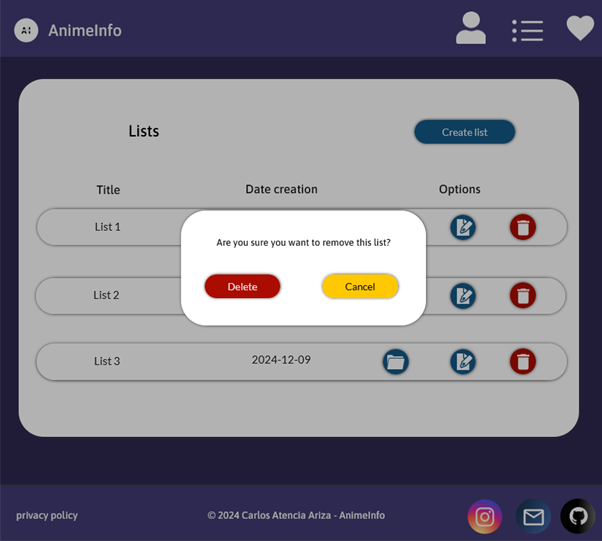 AI AnimeInfo
Lists
Create list
Title Date creation Options
List 1
Are you sure you want to remove this list?
Delete Cancel
List 2
List 3 2024-12-09
privacy policy © 2024 Carlos Atencia Ariza - AnimeInfo